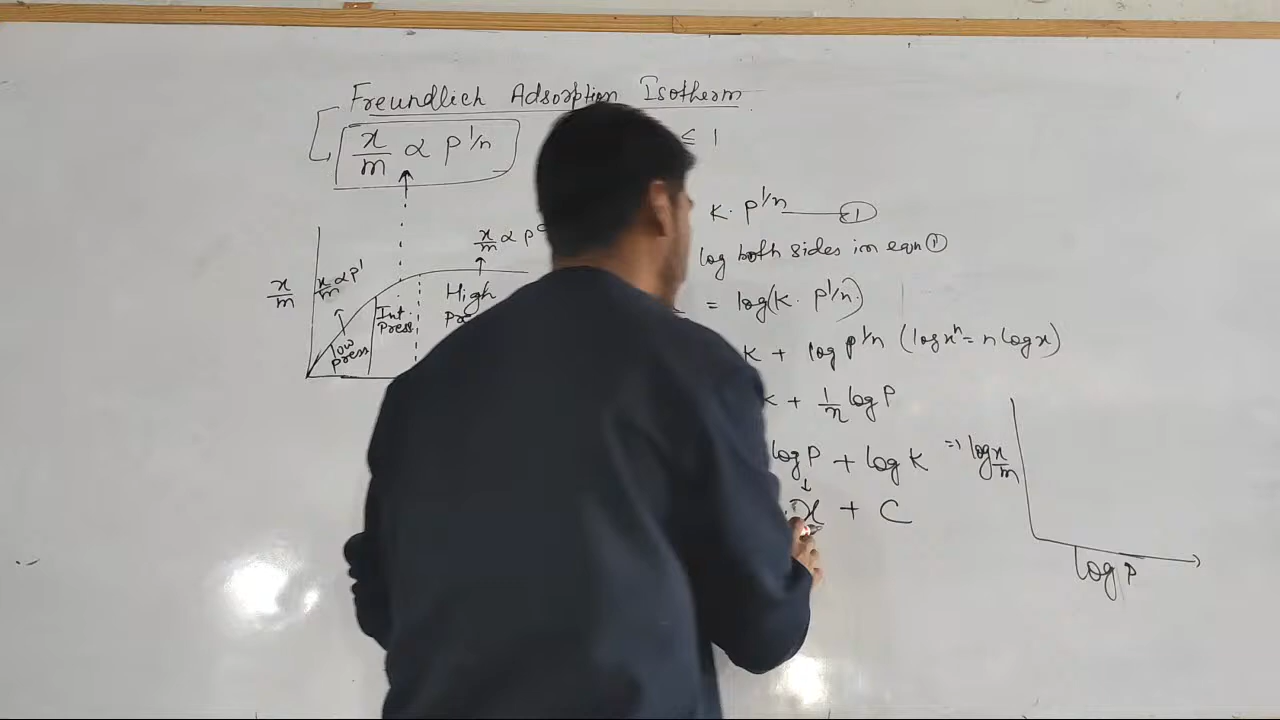 Freundlich Adsorption Isotherm
x/m ∝ P^1/n
≤ 1
K. P^1/n ——①
log both sides in eqn ①
= log(K. P^1/n)
K + log P^1/n (log x^n = n log x)
K + 1/n log P
log P + log K
x + C
x/m
x/m ∝ P^1
low press
Int. Press
x/m ∝ P
High
⇒ log x/m
log P